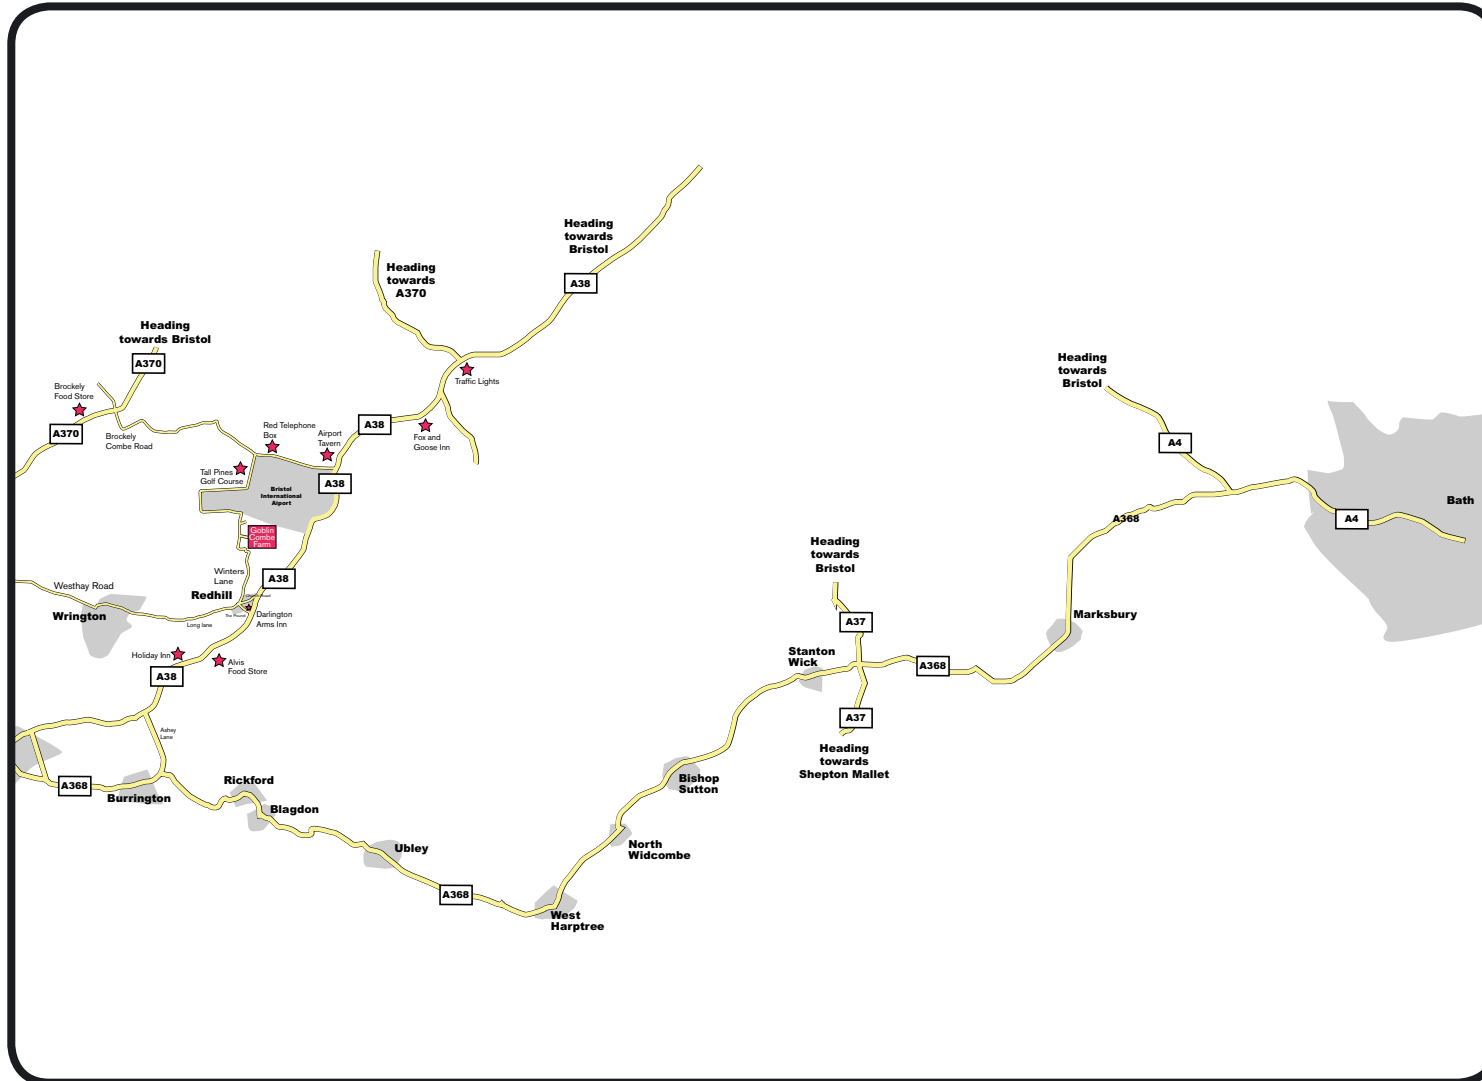 Heading
towards
Bristol
A38
Heading
towards
A370
Heading
towards Bristol
A370
Brockely
Food Store
A370
Brockely
Combe Road
Traffic Lights
A38
Fox and
Goose Inn
Red Telephone
Box
Airport
Tavern
Tall Pines
Golf Course
A38
Bristol
International
Aiport
Goblin
Combe
Farm
Winters
Lane
A38
Westhay Road
Redhill
Wrington
The Pound
Long lane
Darlington
Arms Inn
Holiday Inn
Alvis
Food Store
A38
Ashey
Lane
A368
Burrington
Rickford
Blagdon
Ubley
A368
West
Harptree
North
Widcombe
Bishop
Sutton
Stanton
Wick
Heading
towards
Bristol
A37
A368
A37
Heading
towards
Shepton Mallet
Marksbury
A368
Heading
towards
Bristol
A4
A4
Bath